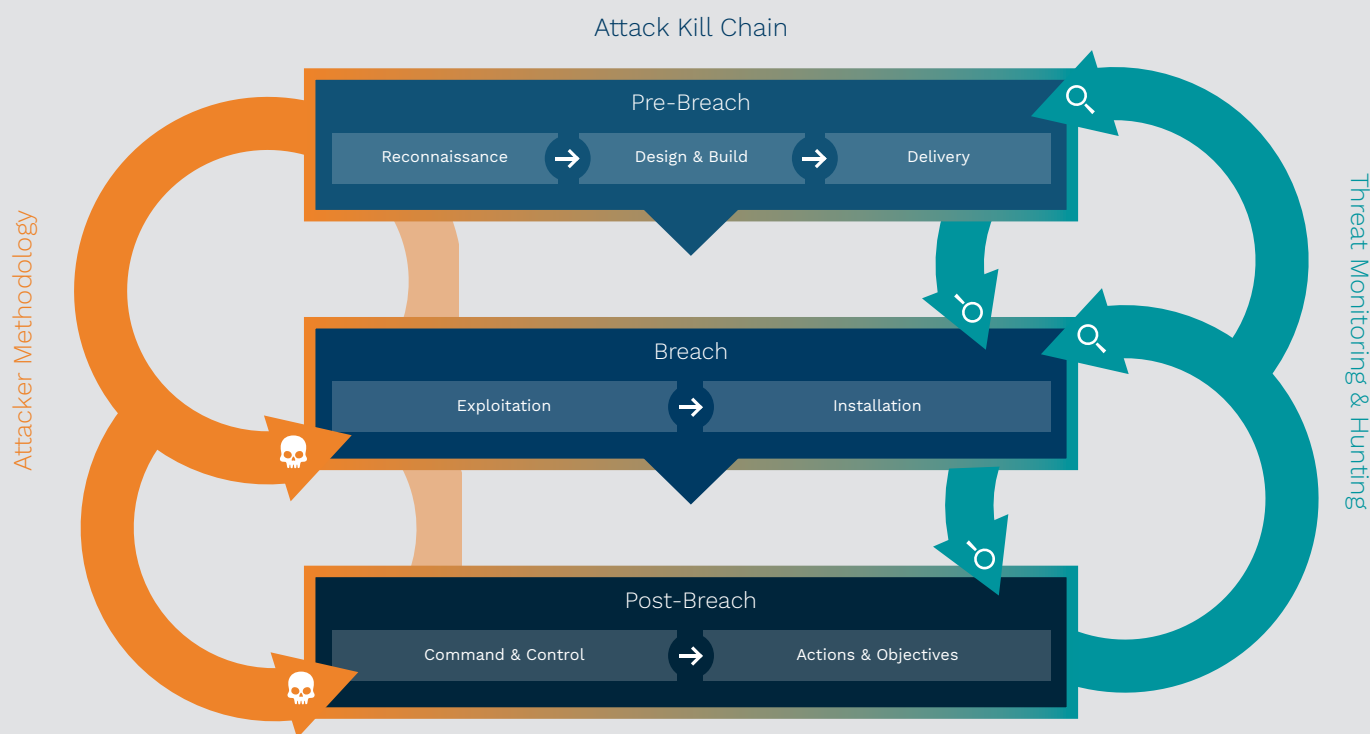 Attack Kill Chain
Pre-Breach
Reconnaissance
Design & Build
Delivery
Breach
Exploitation
Installation
Post-Breach
Command & Control
Actions & Objectives
Attacker Methodology
Threat Monitoring & Hunting